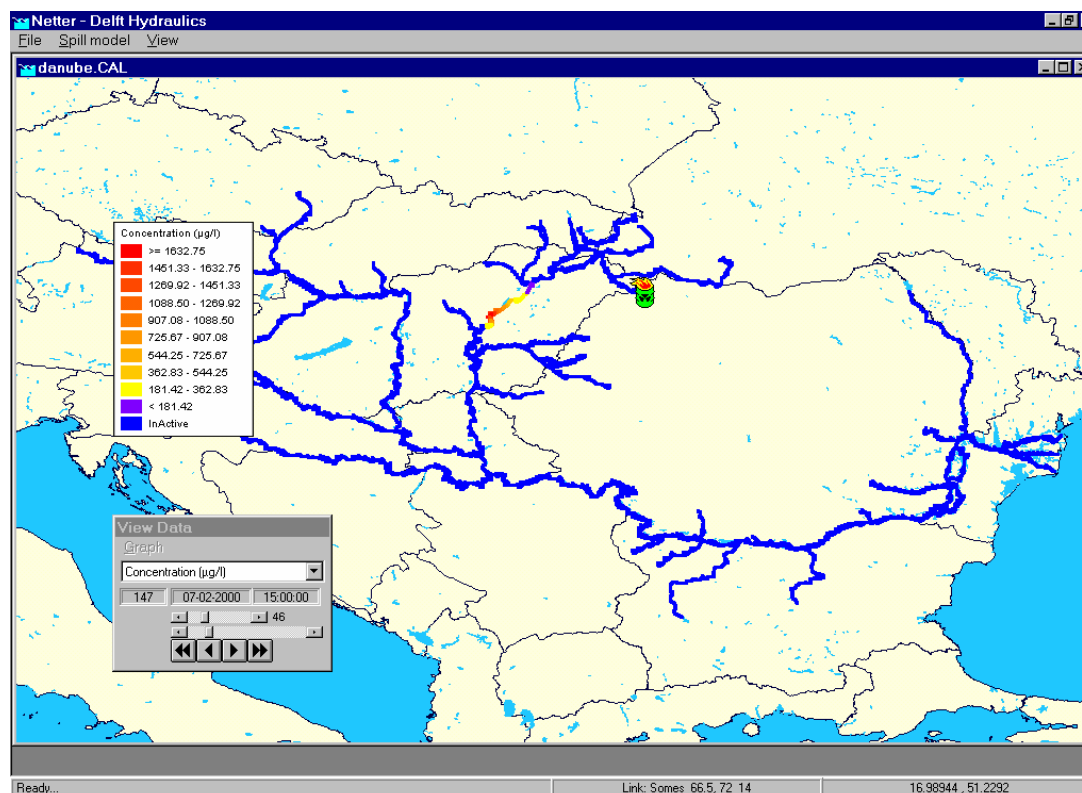 Netter - Delft Hydraulics
File Spill model View
danube.CAL
Concentration (µg/l)
>= 1632.75
1451.33 - 1632.75
1269.92 - 1451.33
1088.50 - 1269.92
907.08 - 1088.50
725.67 - 907.08
544.25 - 725.67
362.83 - 544.25
181.42 - 362.83
< 181.42
InActive
View Data
Graph
Concentration (µg/l)
147 07-02-2000 15:00:00
46
Ready... Link: Somes 66.5, 72 14 16.98944 , 51.2292